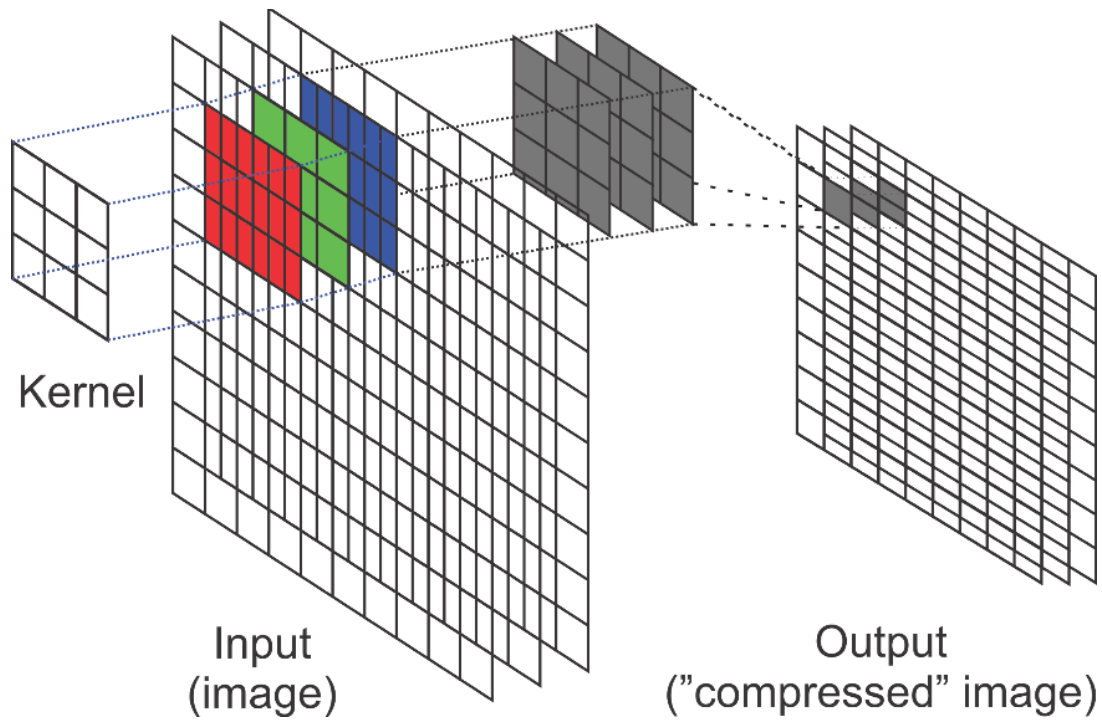 Kernel
Input
(image)
Output
(”compressed” image)